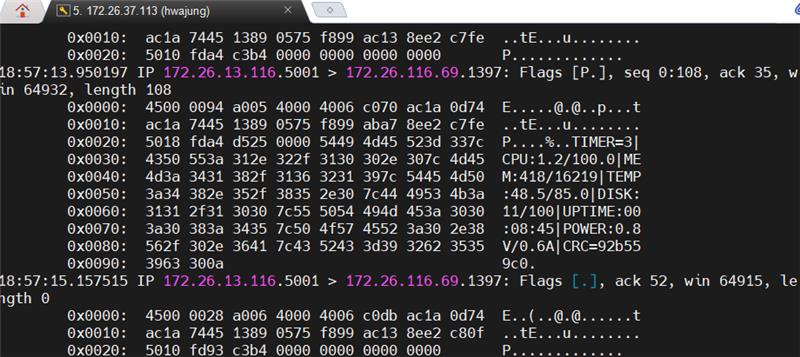 5. 172.26.37.113 (hwajung)
0x0010: ac1a 7445 1389 0575 f899 ac13 8ee2 c7fe ..tE...u........
0x0020: 5010 fda4 c3b4 0000 0000 0000 P...........
18:57:13.950197 IP 172.26.13.116.5001 > 172.26.116.69.1397: Flags [P.], seq 0:108, ack 35, w
in 64932, length 108
0x0000: 4500 0094 a005 4000 4006 c070 ac1a 0d74 E.....@.@..p...t
0x0010: ac1a 7445 1389 0575 f899 aba7 8ee2 c7fe ..tE...u........
0x0020: 5018 fda4 d525 0000 5449 4d45 523d 337c P....%..TIMER=3|
0x0030: 4350 553a 312e 322f 3130 302e 307c 4d45 CPU:1.2/100.0|ME
0x0040: 4d3a 3431 382f 3136 3231 397c 5445 4d50 M:418/16219|TEMP
0x0050: 3a34 382e 352f 3835 2e30 7c44 4953 4b3a :48.5/85.0|DISK:
0x0060: 3131 2f31 3030 7c55 5054 494d 453a 3030 11/100|UPTIME:00
0x0070: 3a30 383a 3435 7c50 4f57 4552 3a30 2e38 :08:45|POWER:0.8
0x0080: 562f 302e 3641 7c43 5243 3d39 3262 3535 V/0.6A|CRC=92b55
0x0090: 3963 300a 9c0.
18:57:15.157515 IP 172.26.13.116.5001 > 172.26.116.69.1397: Flags [.], ack 52, win 64915, le
ngth 0
0x0000: 4500 0028 a006 4000 4006 c0db ac1a 0d74 E..(..@.@......t
0x0010: ac1a 7445 1389 0575 f899 ac13 8ee2 c80f ..tE...u........
0x0020: 5010 fd93 c3b4 0000 0000 0000 P...........